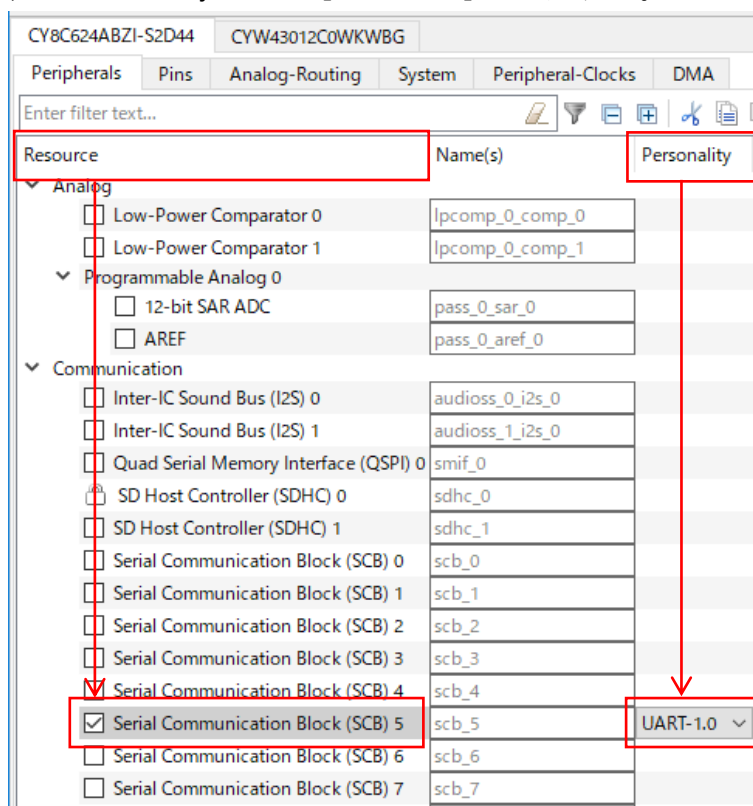 CY8C624ABZI-S2D44 CYW43012C0WKWBG
Peripherals Pins Analog-Routing System Peripheral-Clocks DMA
Enter filter text...
Resource Name(s) Personality
Analog
Low-Power Comparator 0 lpcomp_0_comp_0
Low-Power Comparator 1 lpcomp_0_comp_1
Programmable Analog 0
12-bit SAR ADC pass_0_sar_0
AREF pass_0_aref_0
Communication
Inter-IC Sound Bus (I2S) 0 audioss_0_i2s_0
Inter-IC Sound Bus (I2S) 1 audioss_1_i2s_0
Quad Serial Memory Interface (QSPI) 0 smif_0
SD Host Controller (SDHC) 0 sdhc_0
SD Host Controller (SDHC) 1 sdhc_1
Serial Communication Block (SCB) 0 scb_0
Serial Communication Block (SCB) 1 scb_1
Serial Communication Block (SCB) 2 scb_2
Serial Communication Block (SCB) 3 scb_3
Serial Communication Block (SCB) 4 scb_4
Serial Communication Block (SCB) 5 scb_5 UART-1.0
Serial Communication Block (SCB) 6 scb_6
Serial Communication Block (SCB) 7 scb_7